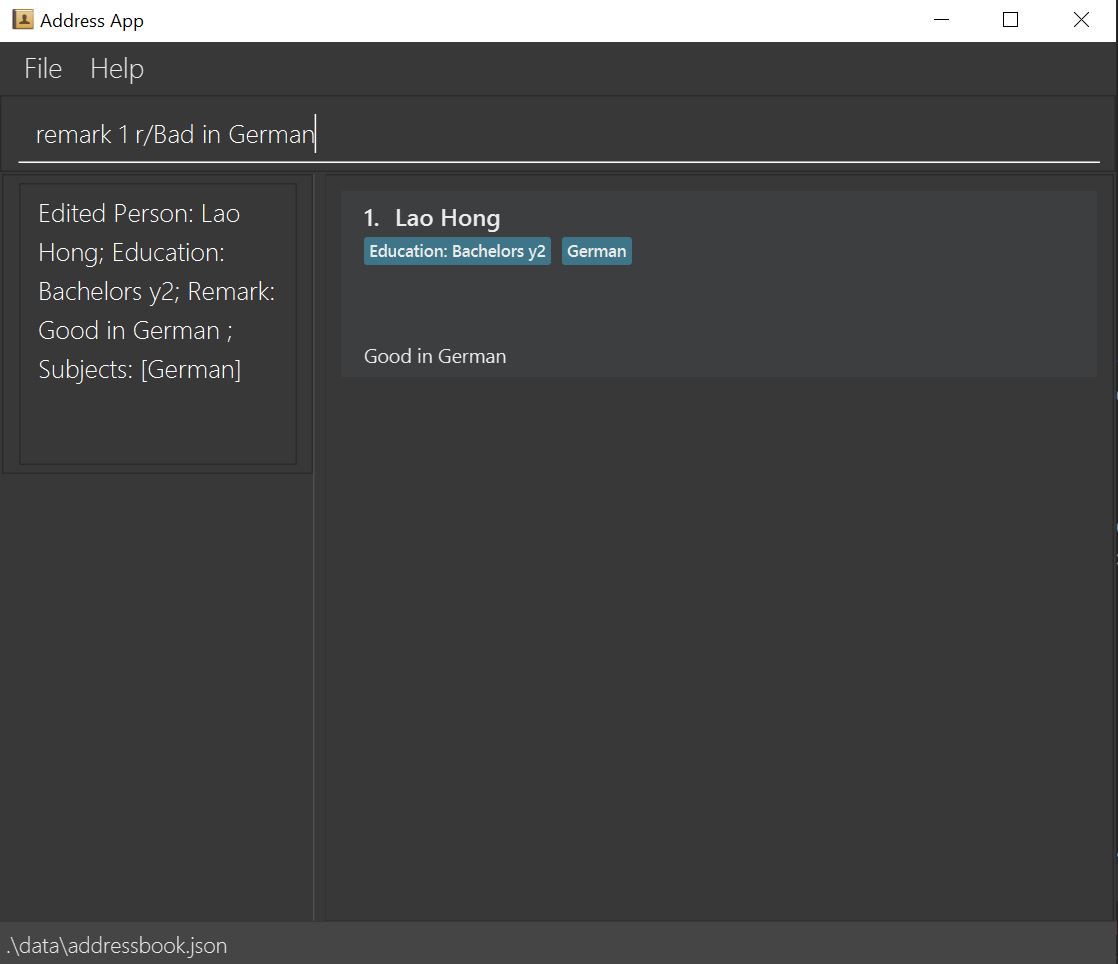 Address App
File Help
remark 1 r/Bad in German
Edited Person: Lao
Hong; Education:
Bachelors y2; Remark:
Good in German ;
Subjects: [German]
1. Lao Hong
Education: Bachelors y2 German
Good in German
.\data\addressbook.json